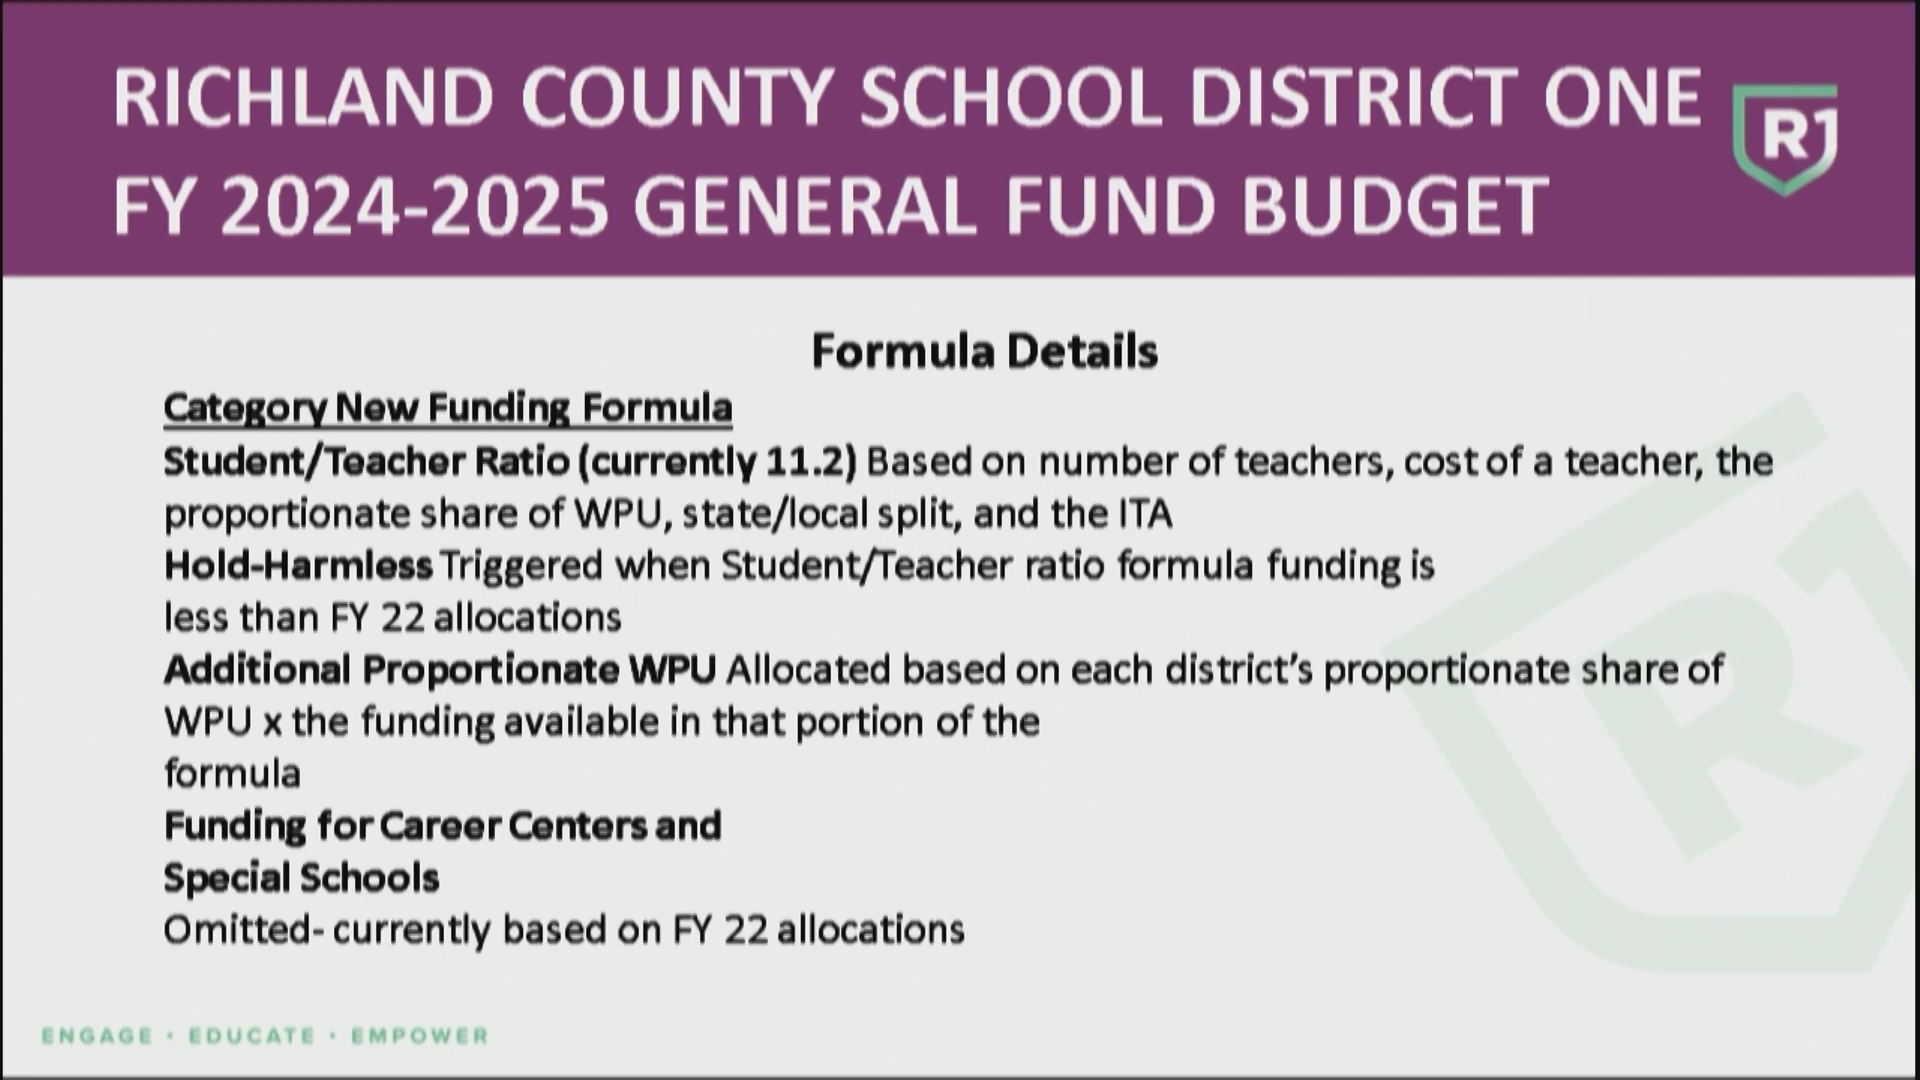 RICHLAND COUNTY SCHOOL DISTRICT ONE
FY 2024-2025 GENERAL FUND BUDGET
R1
Formula Details
Category New Funding Formula
Student/Teacher Ratio (currently 11.2) Based on number of teachers, cost of a teacher, the
proportionate share of WPU, state/local split, and the ITA
Hold-Harmless Triggered when Student/Teacher ratio formula funding is
less than FY 22 allocations
Additional Proportionate WPU Allocated based on each district's proportionate share of
WPU x the funding available in that portion of the
formula
Funding for Career Centers and
Special Schools
Omitted- currently based on FY 22 allocations
R1
ENGAGE • EDUCATE • EMPOWER